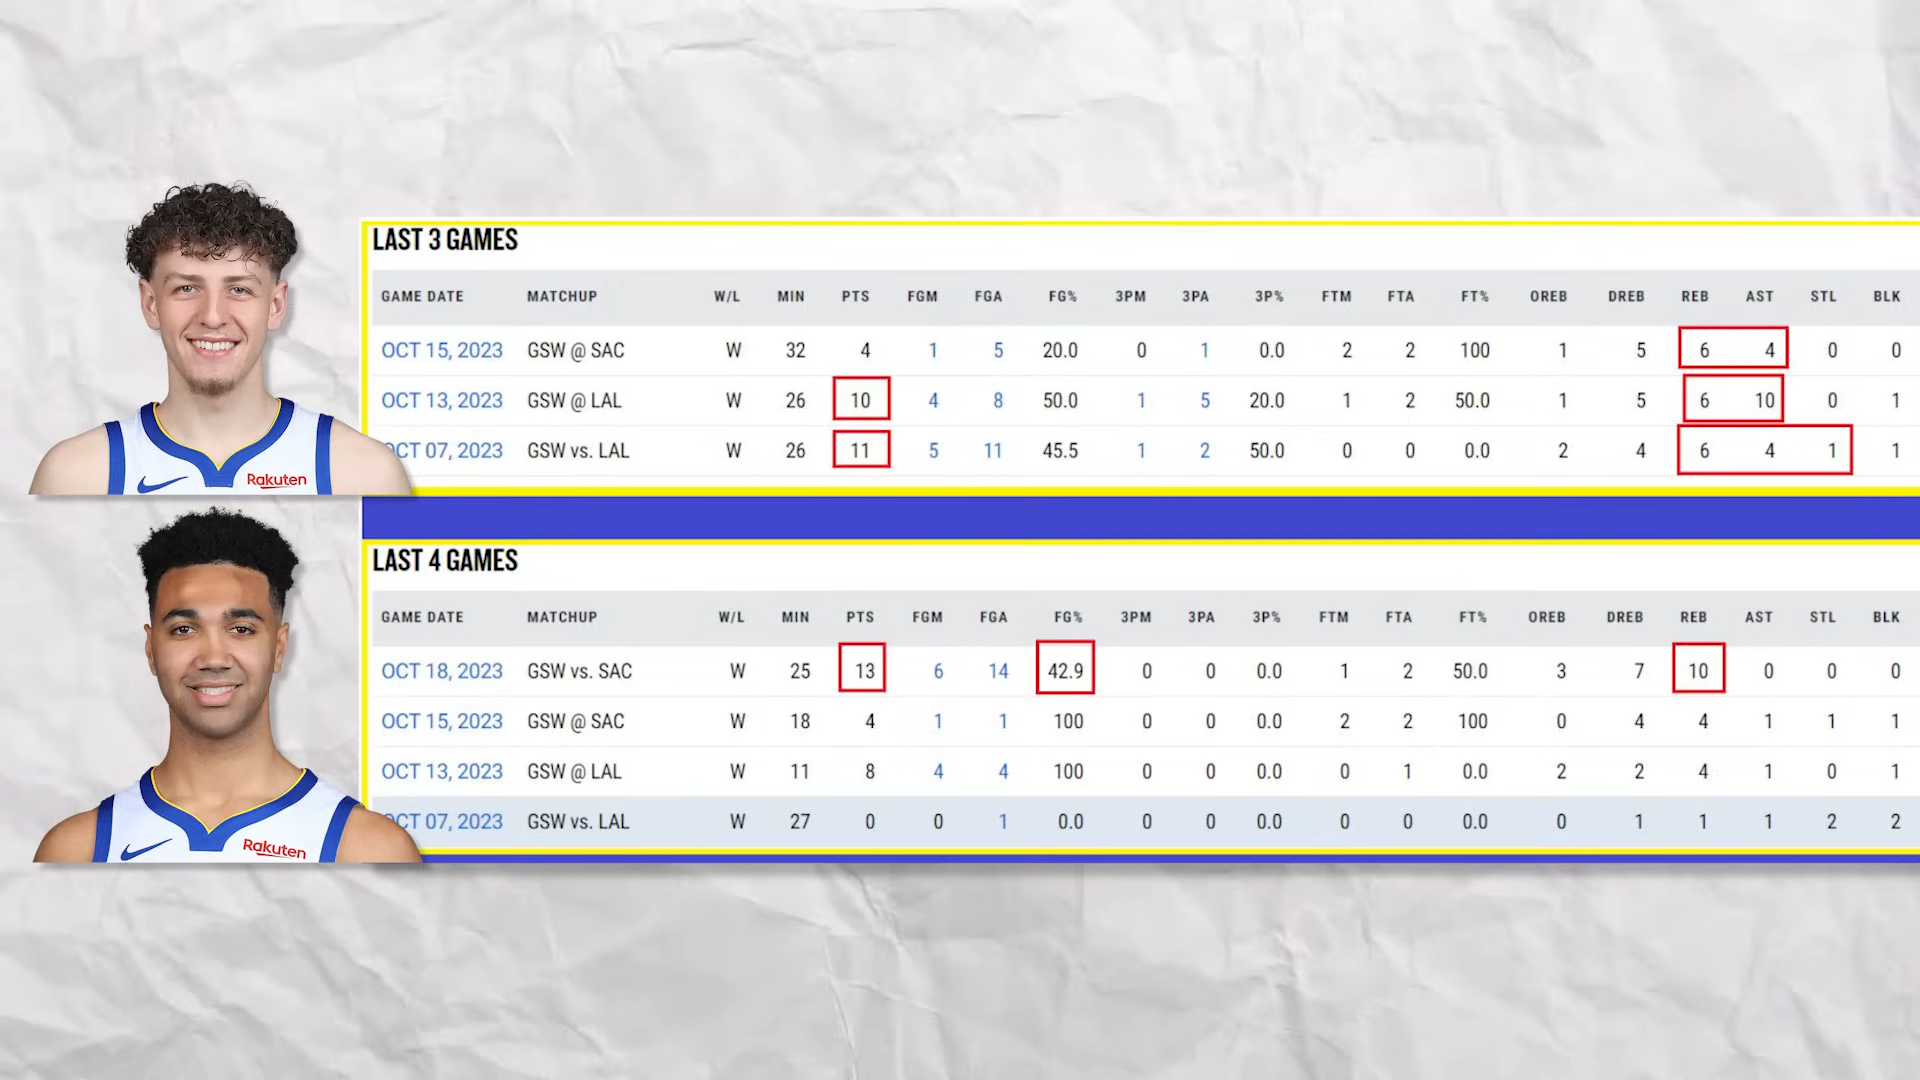 LAST 3 GAMES
GAME DATE MATCHUP W/L MIN PTS FGM FGA FG% 3PM 3PA 3P% FTM FTA FT% OREB DREB REB AST STL BLK
OCT 15, 2023 GSW @ SAC W 32 4 1 5 20.0 0 1 0.0 2 2 100 1 5 6 4 0 0
OCT 13, 2023 GSW @ LAL W 26 10 4 8 50.0 1 5 20.0 1 2 50.0 1 5 6 10 0 1
OCT 07, 2023 GSW vs. LAL W 26 11 5 11 45.5 1 2 50.0 0 0 0.0 2 4 6 4 1 1
Rakuten
LAST 4 GAMES
GAME DATE MATCHUP W/L MIN PTS FGM FGA FG% 3PM 3PA 3P% FTM FTA FT% OREB DREB REB AST STL BLK
OCT 18, 2023 GSW vs. SAC W 25 13 6 14 42.9 0 0 0.0 1 2 50.0 3 7 10 0 0 0
OCT 15, 2023 GSW @ SAC W 18 4 1 1 100 0 0 0.0 2 2 100 0 4 4 1 1 1
OCT 13, 2023 GSW @ LAL W 11 8 4 4 100 0 0 0.0 0 1 0.0 2 2 4 1 0 1
OCT 07, 2023 GSW vs. LAL W 27 0 0 1 0.0 0 0 0.0 0 0 0.0 0 1 1 1 2 2
Rakuten